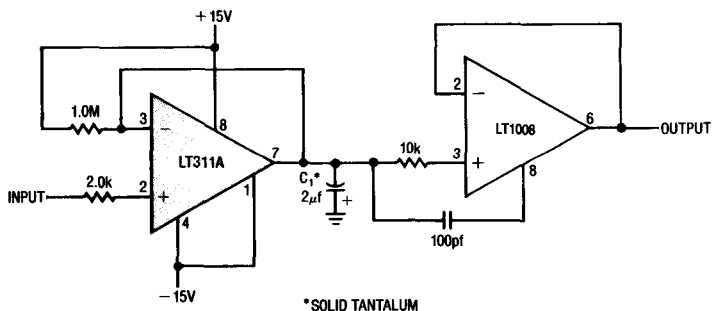 +15V
1.0M
3
−
8
LT311A
7
2.0k
INPUT
2
+
1
4
−15V
C₁*
2μf
+
10k
100pf
2
−
LT1008
6
OUTPUT
3
+
8
*SOLID TANTALUM